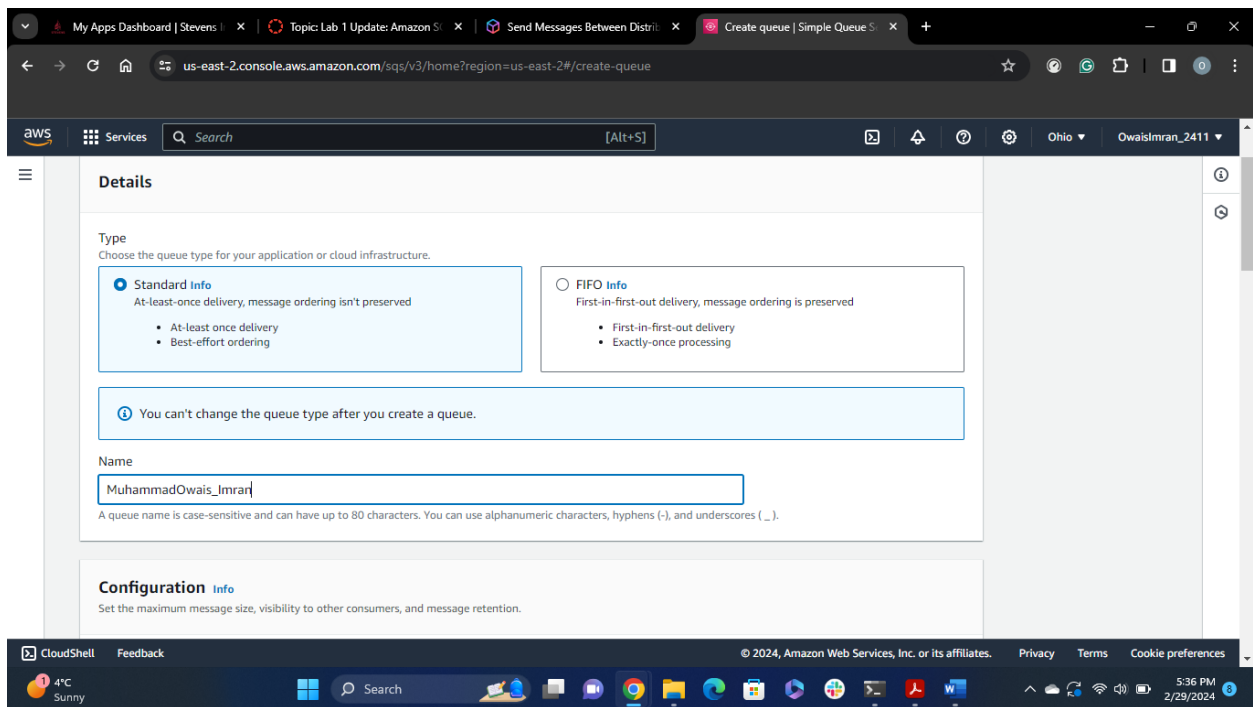 My Apps Dashboard | Stevens I
Topic: Lab 1 Update: Amazon S
Send Messages Between Distrib
Create queue | Simple Queue S
us-east-2.console.aws.amazon.com/sqs/v3/home?region=us-east-2#/create-queue
G
O
aws
Services
Search
[Alt+S]
Ohio
OwaisImran_2411
Details
Type
Choose the queue type for your application or cloud infrastructure.
Standard Info
At-least-once delivery, message ordering isn't preserved
• At-least once delivery
• Best-effort ordering
FIFO Info
First-in-first-out delivery, message ordering is preserved
• First-in-first-out delivery
• Exactly-once processing
You can't change the queue type after you create a queue.
Name
MuhammadOwais_Imran
A queue name is case-sensitive and can have up to 80 characters. You can use alphanumeric characters, hyphens (-), and underscores ( _ ).
Configuration Info
Set the maximum message size, visibility to other consumers, and message retention.
CloudShell
Feedback
© 2024, Amazon Web Services, Inc. or its affiliates.
Privacy
Terms
Cookie preferences
1
4°C
Sunny
Search
5:36 PM
2/29/2024
8